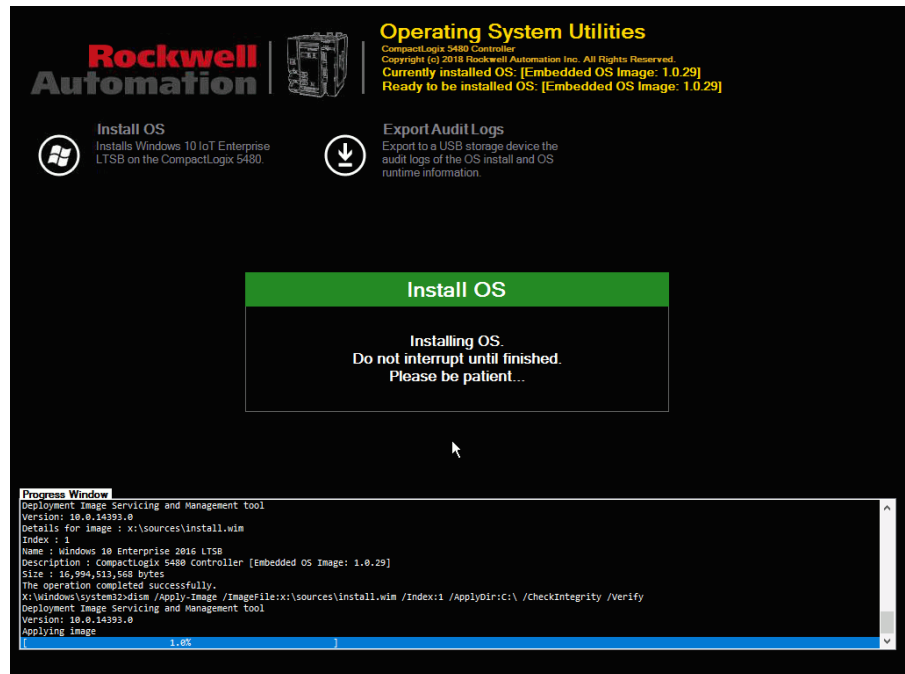 Rockwell
Automation
Operating System Utilities
CompactLogix 5480 Controller
Copyright (c) 2018 Rockwell Automation Inc. All Rights Reserved.
Currently installed OS: [Embedded OS Image: 1.0.29]
Ready to be installed OS: [Embedded OS Image: 1.0.29]
Install OS
Installs Windows 10 IoT Enterprise
LTSB on the CompactLogix 5480.
Export Audit Logs
Export to a USB storage device the
audit logs of the OS install and OS
runtime information.
Install OS
Installing OS.
Do not interrupt until finished.
Please be patient...
Progress Window
Deployment Image Servicing and Management tool
Version: 10.0.14393.0
Details for image : x:\sources\install.wim
Index : 1
Name : Windows 10 Enterprise 2016 LTSB
Description : CompactLogix 5480 Controller [Embedded OS Image: 1.0.29]
Size : 16,994,513,568 bytes
The operation completed successfully.
X:\Windows\system32>dism /Apply-Image /ImageFile:x:\sources\install.wim /Index:1 /ApplyDir:C:\ /CheckIntegrity /Verify
Deployment Image Servicing and Management tool
Version: 10.0.14393.0
Applying image
[ 1.0% ]